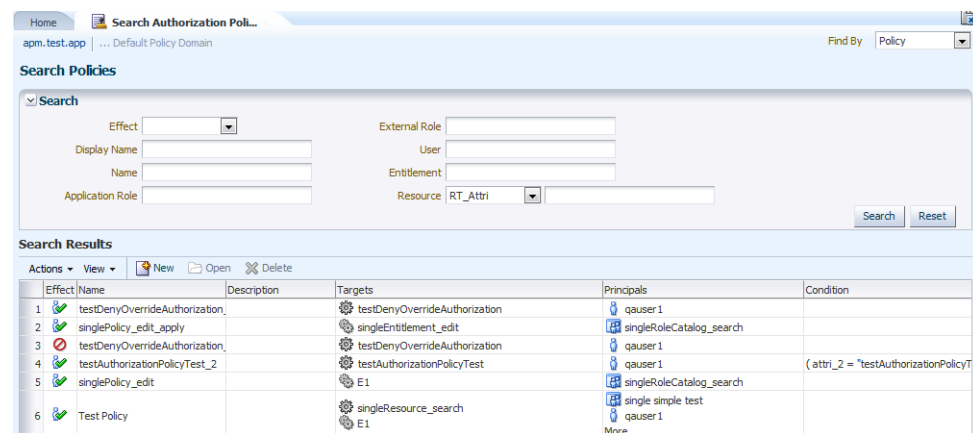 Home Search Authorization Poli...
apm.test.app | ... Default Policy Domain Find By Policy
Search Policies
Search
Effect External Role
Display Name User
Name Entitlement
Application Role Resource RT_Attri
Search Reset
Search Results
Actions View New Open Delete
Effect Name Description Targets Principals Condition
1 testDenyOverrideAuthorization_ testDenyOverrideAuthorization qauser1
2 singlePolicy_edit_apply singleEntitlement_edit singleRoleCatalog_search
3 testDenyOverrideAuthorization_ testDenyOverrideAuthorization qauser1
4 testAuthorizationPolicyTest_2 testAuthorizationPolicyTest qauser1 ( attri_2 = "testAuthorizationPolicyT
5 singlePolicy_edit E1 singleRoleCatalog_search
single simple test
6 Test Policy singleResource_search qauser1
E1
More